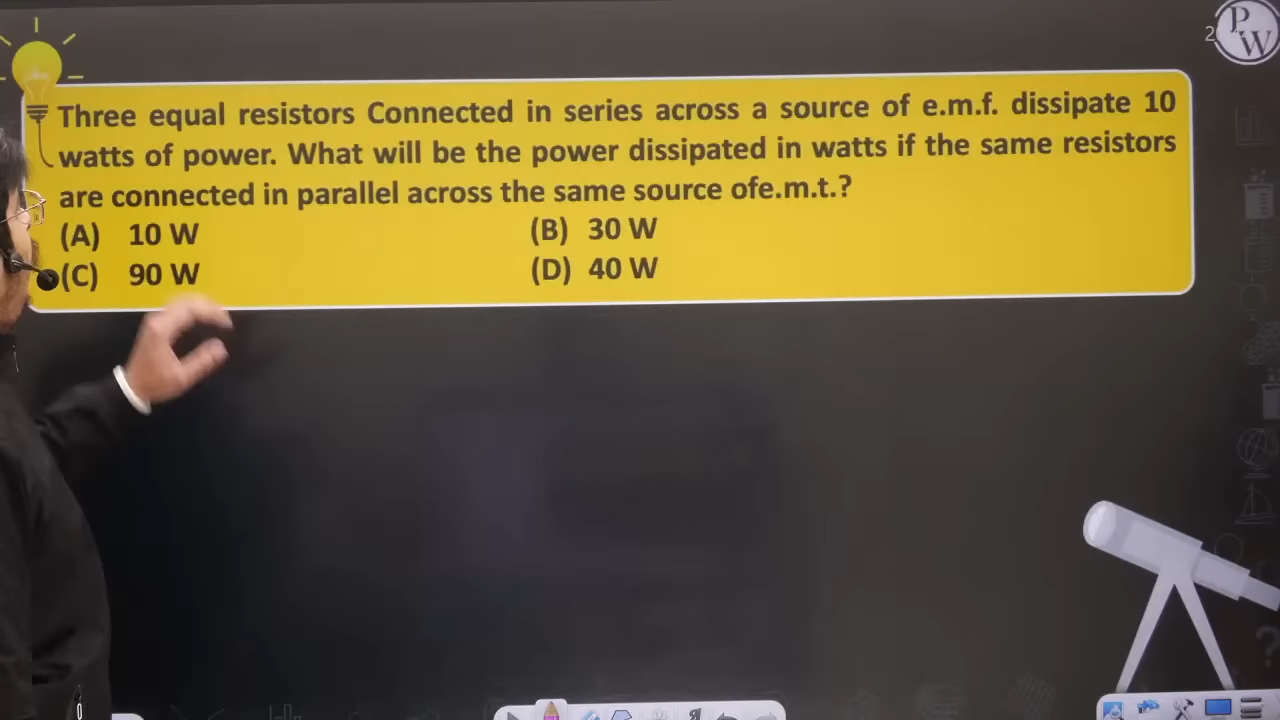 PW
2
Three equal resistors Connected in series across a source of e.m.f. dissipate 10
watts of power. What will be the power dissipated in watts if the same resistors
are connected in parallel across the same source ofe.m.t.?
(A) 10 W (B) 30 W
(C) 90 W (D) 40 W